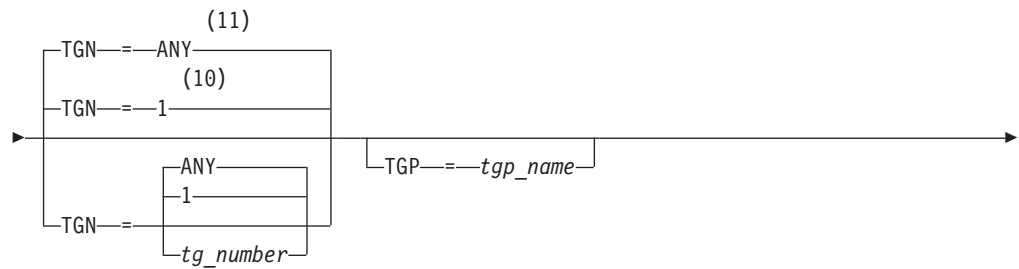 (11)
TGN=ANY
(10)
TGN=1
TGP=tgp_name
ANY
1
TGN=
tg_number